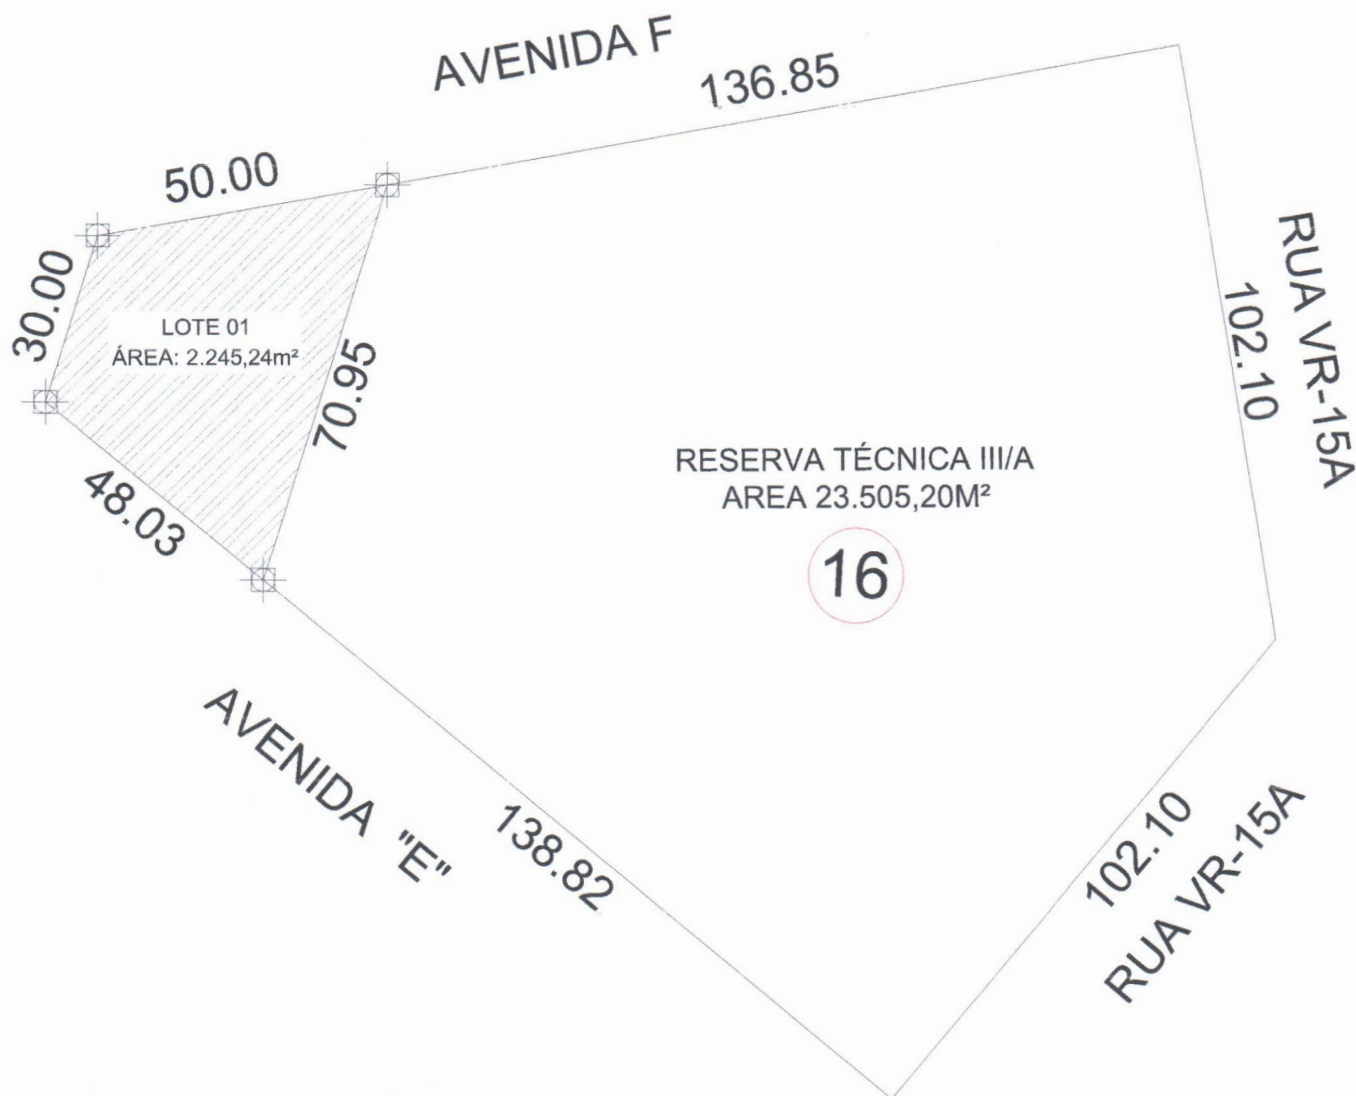 AVENIDA F
136.85
50.00
30.00
LOTE 01
ÁREA: 2.245,24m²
70.95
48.03
RUA VR-15A
102.10
RESERVA TÉCNICA III/A
AREA 23.505,20M²
16
AVENIDA "E"
138.82
102.10
RUA VR-15A